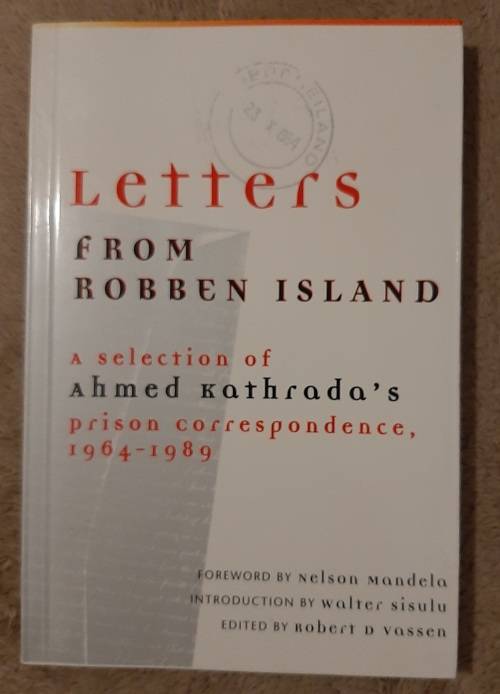 Letters
FROM
ROBBEN ISLAND
A selection of
Ahmed Kathrada's
prison correspondence,
1964-1989
FOREWORD BY Nelson Mandela
INTRODUCTION BY Walter Sisulu
EDITED BY Robert D Vassen